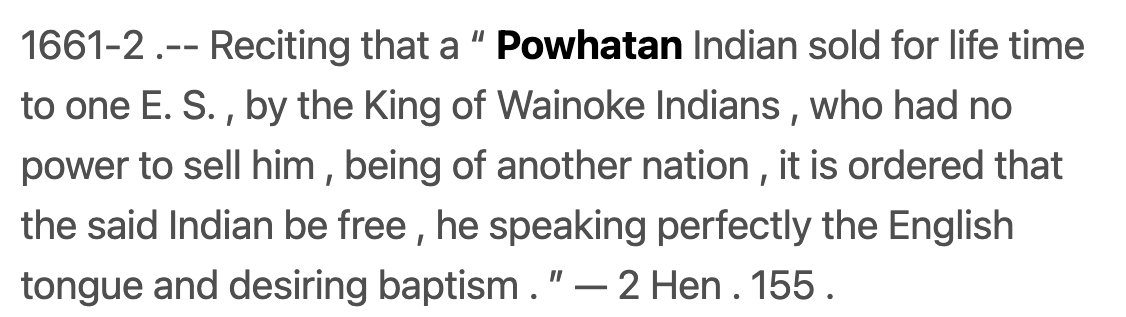 1661-2 .-- Reciting that a “ Powhatan Indian sold for life time
to one E. S. , by the King of Wainoke Indians , who had no
power to sell him , being of another nation , it is ordered that
the said Indian be free , he speaking perfectly the English
tongue and desiring baptism . ” — 2 Hen . 155 .